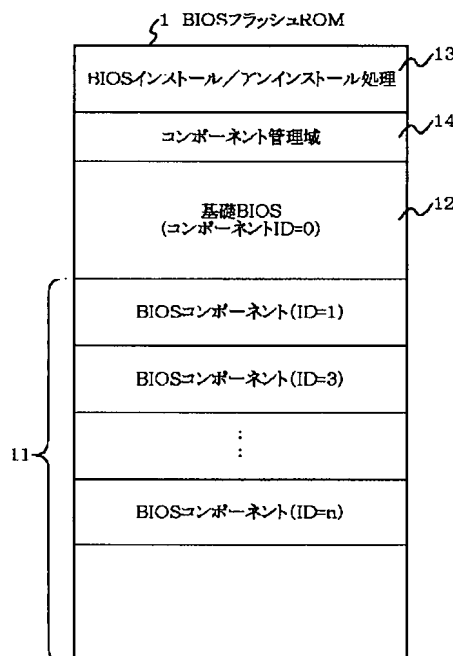 1 BIOSフラッシュROM
BIOSインストール/アンインストール処理
13
コンポーネント管理域
14
基礎BIOS
(コンポーネントID=0)
12
BIOSコンポーネント(ID=1)
BIOSコンポーネント(ID=3)
⋮
11
BIOSコンポーネント(ID=n)